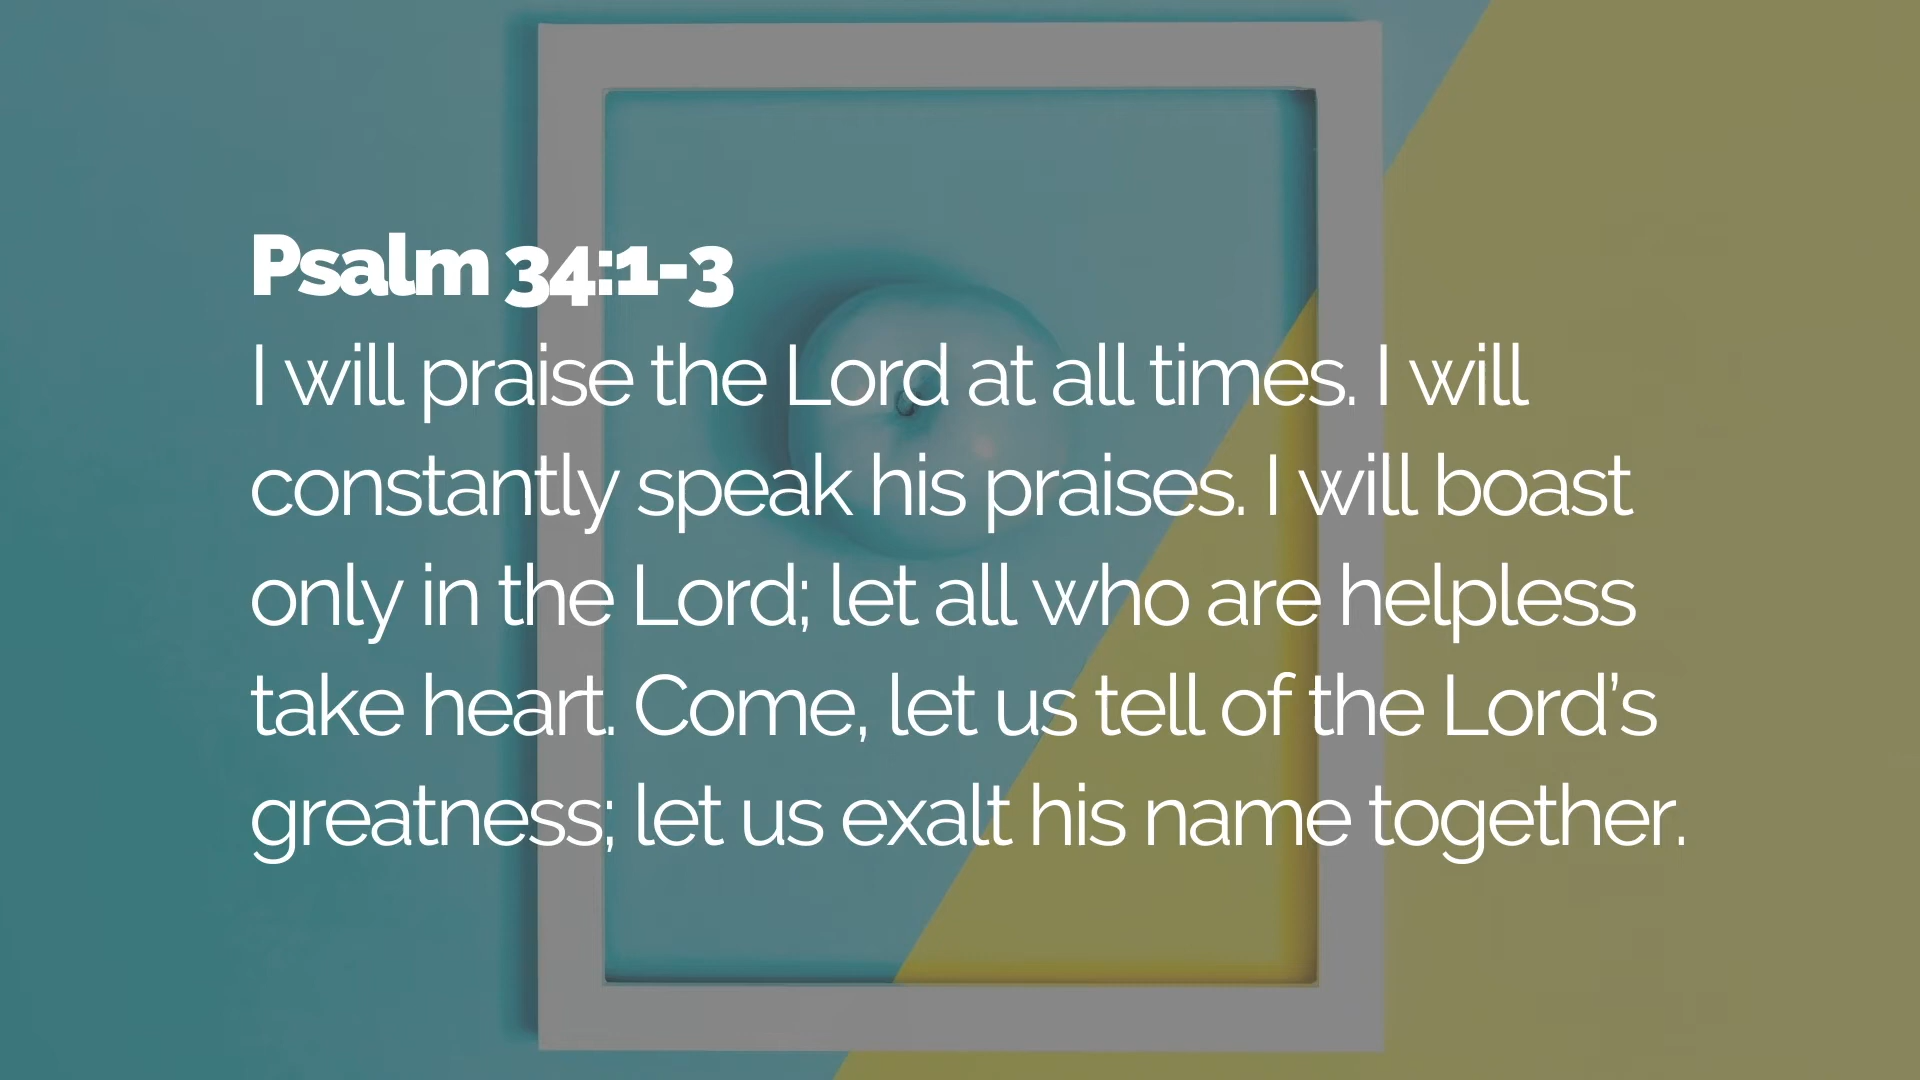 Psalm 34:1-3
I will praise the Lord at all times. I will
constantly speak his praises. I will boast
only in the Lord; let all who are helpless
take heart. Come, let us tell of the Lord’s
greatness; let us exalt his name together.